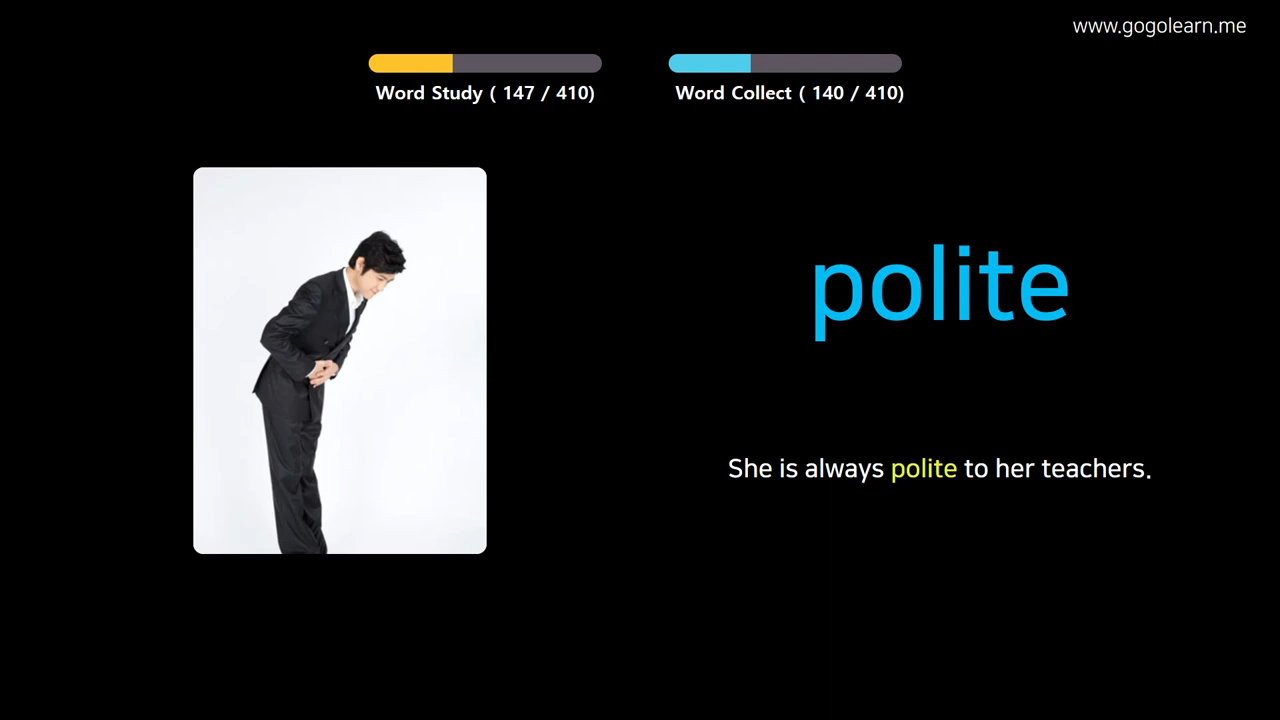 www.gogolearn.me
Word Study ( 147 / 410)
Word Collect ( 140 / 410)
polite
She is always polite to her teachers.